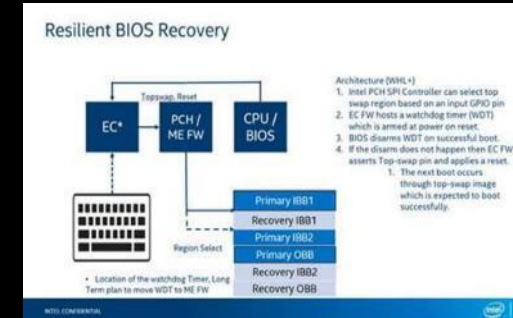 Resilient BIOS Recovery
Topswap, Reset
EC*
PCH /
ME FW
CPU /
BIOS
Region Select
Primary IBB1
Recovery IBB1
Primary IBB2
Primary OBB
Recovery IBB2
Recovery OBB
• Location of the watchdog Timer, Long
Term plan to move WDT to ME FW
Architecture (WHL+)
1. Intel PCH SPI Controller can select top
swap region based on an input GPIO pin
2. EC FW hosts a watchdog timer (WDT)
which is armed at power on reset.
3. BIOS disarms WDT on successful boot.
4. If the disarm does not happen then EC FW
asserts Top-swap pin and applies a reset.
1. The next boot occurs
through top-swap image
which is expected to boot
successfully.
INTEL CONFIDENTIAL
intel